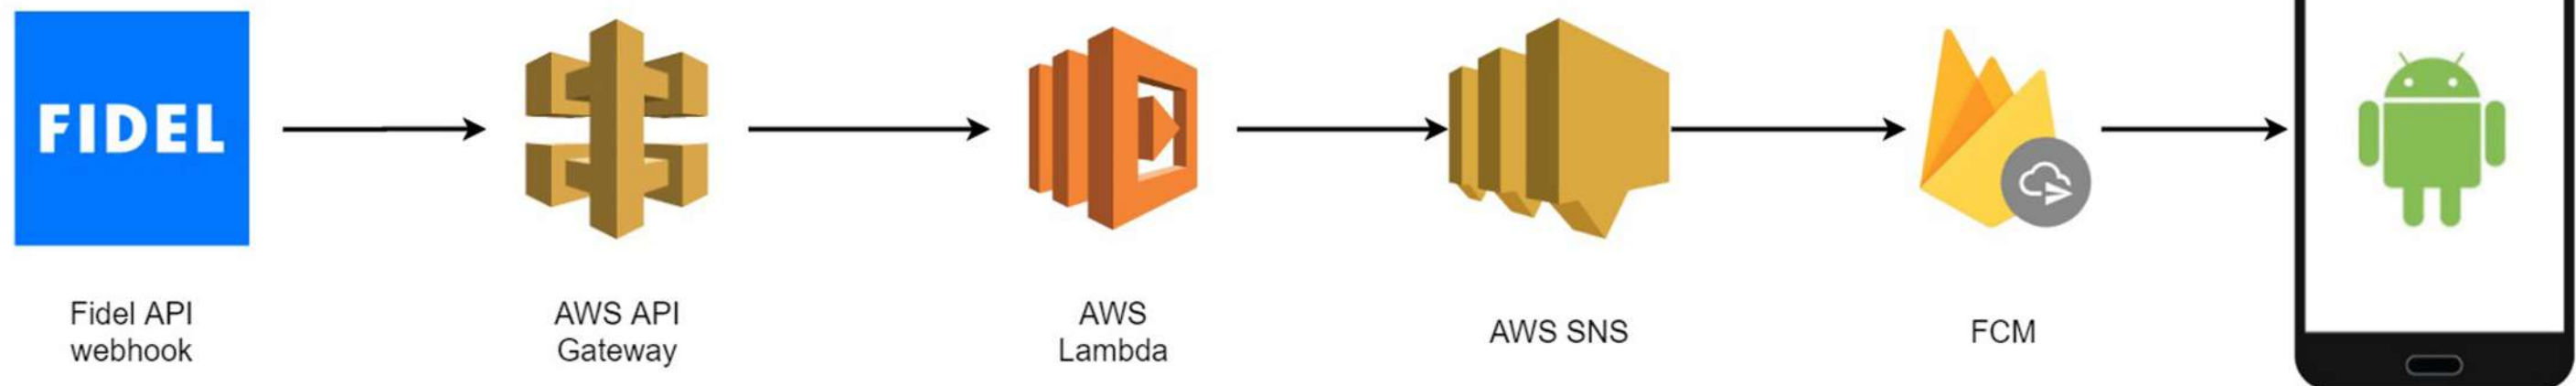 FIDEL
Fidel API
webhook
AWS API
Gateway
AWS
Lambda
AWS SNS
FCM